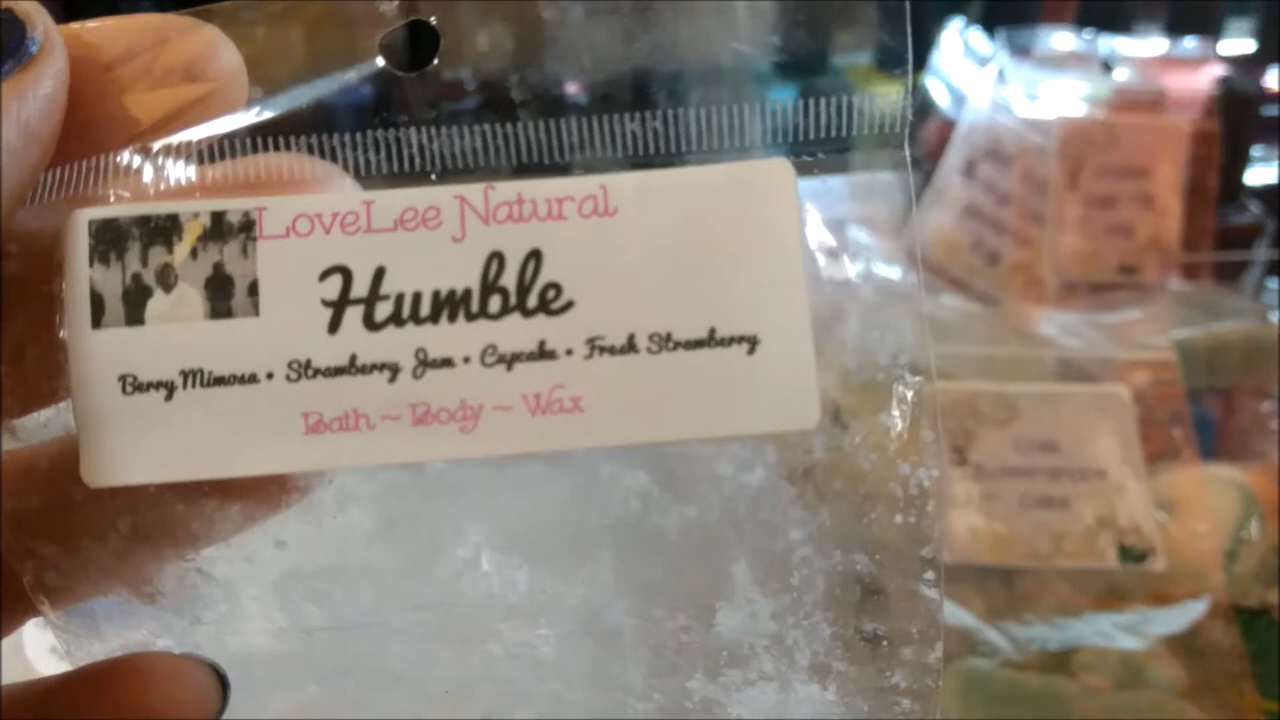 LoveLee Natural
Humble
Berry Mimosa • Strawberry Jam • Cupcake • Fresh Strawberry
Bath ~ Body ~ Wax